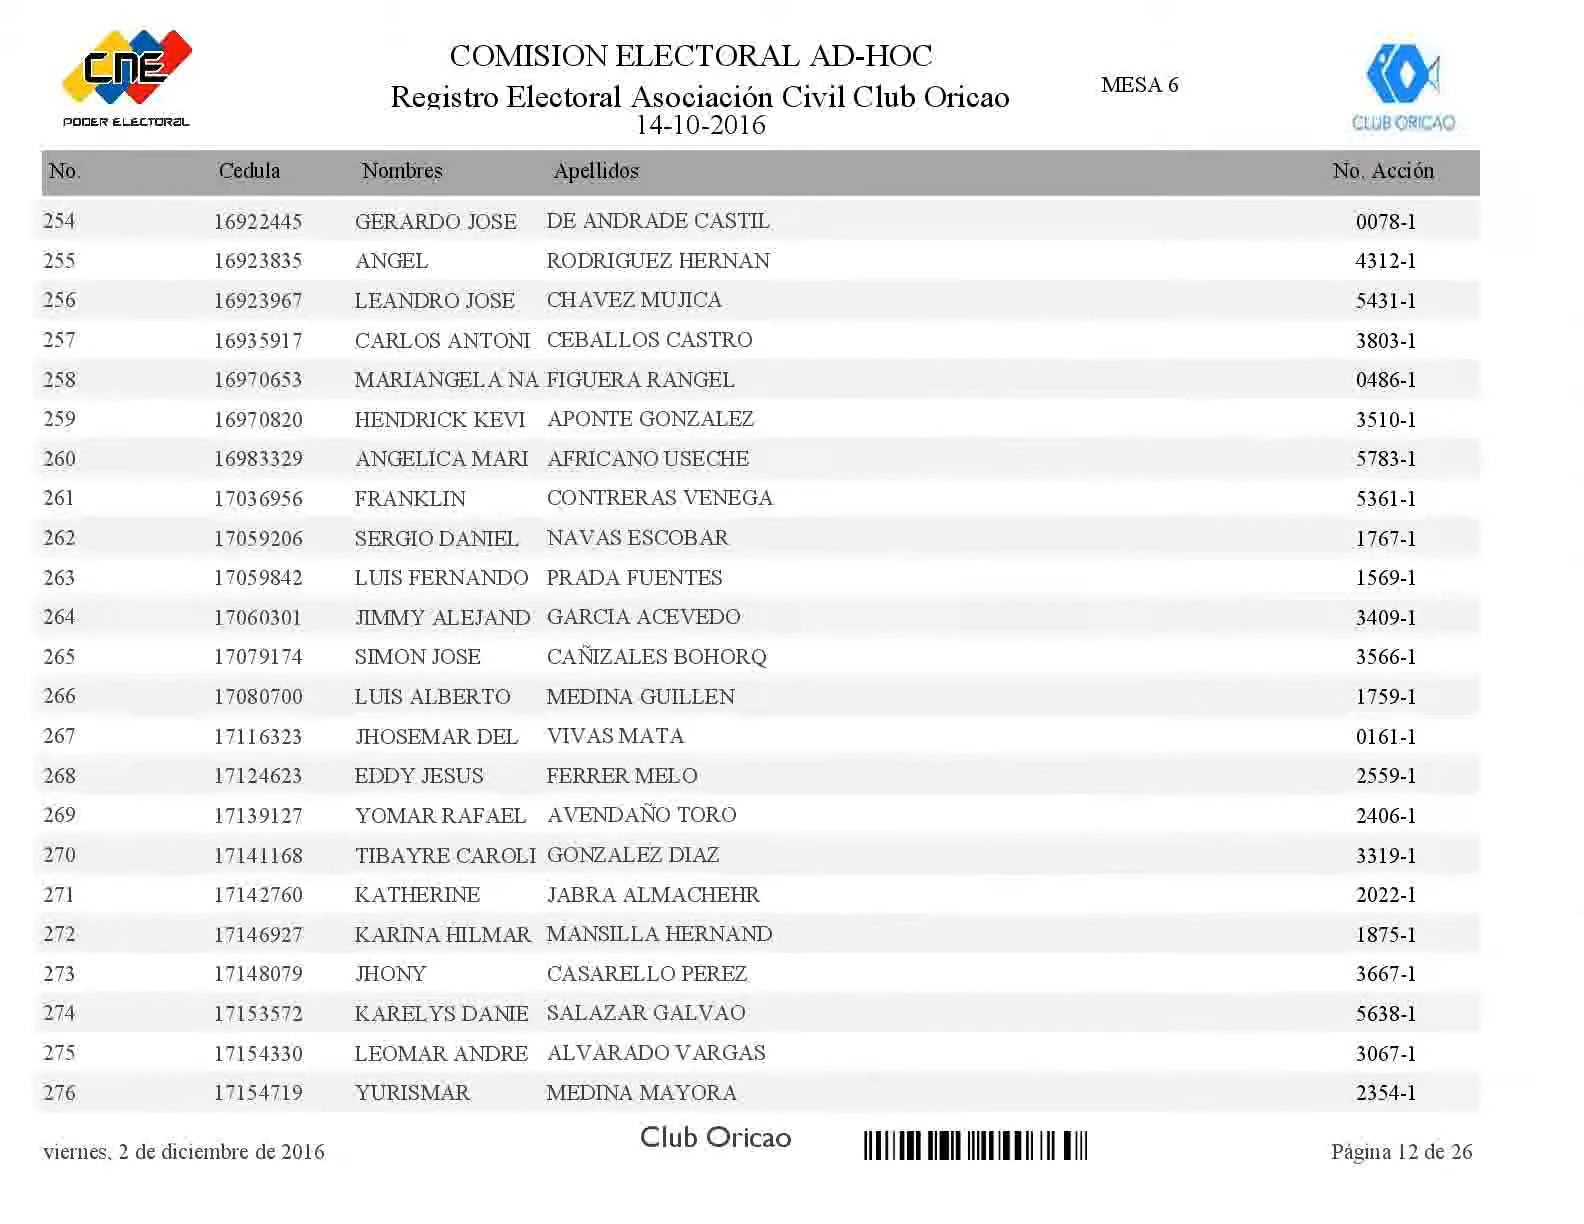 CNE
PODER ELECTORAL
COMISION ELECTORAL AD-HOC
Registro Electoral Asociación Civil Club Oricao
14-10-2016
MESA 6
CLUB ORICAO
No. Cedula Nombres Apellidos No. Acción
254 16922445 GERARDO JOSE DE ANDRADE CASTIL 0078-1
255 16923835 ANGEL RODRIGUEZ HERNAN 4312-1
256 16923967 LEANDRO JOSE CHAVEZ MUJICA 5431-1
257 16935917 CARLOS ANTONI CEBALLOS CASTRO 3803-1
258 16970653 MARIANGELA NA FIGUERA RANGEL 0486-1
259 16970820 HENDRICK KEVI APONTE GONZALEZ 3510-1
260 16983329 ANGELICA MARI AFRICANO USECHE 5783-1
261 17036956 FRANKLIN CONTRERAS VENEGA 5361-1
262 17059206 SERGIO DANIEL NAVAS ESCOBAR 1767-1
263 17059842 LUIS FERNANDO PRADA FUENTES 1569-1
264 17060301 JIMMY ALEJAND GARCIA ACEVEDO 3409-1
265 17079174 SIMON JOSE CAÑIZALES BOHORQ 3566-1
266 17080700 LUIS ALBERTO MEDINA GUILLEN 1759-1
267 17116323 JHOSEMAR DEL VIVAS MATA 0161-1
268 17124623 EDDY JESUS FERRER MELO 2559-1
269 17139127 YOMAR RAFAEL AVENDAÑO TORO 2406-1
270 17141168 TIBAYRE CAROLI GONZALEZ DIAZ 3319-1
271 17142760 KATHERINE JABRA ALMACHEHR 2022-1
272 17146927 KARINA HILMAR MANSILLA HERNAND 1875-1
273 17148079 JHONY CASARELLO PEREZ 3667-1
274 17153572 KARELYS DANIE SALAZAR GALVAO 5638-1
275 17154330 LEOMAR ANDRE ALVARADO VARGAS 3067-1
276 17154719 YURISMAR MEDINA MAYORA 2354-1
viernes, 2 de diciembre de 2016 Club Oricao Página 12 de 26